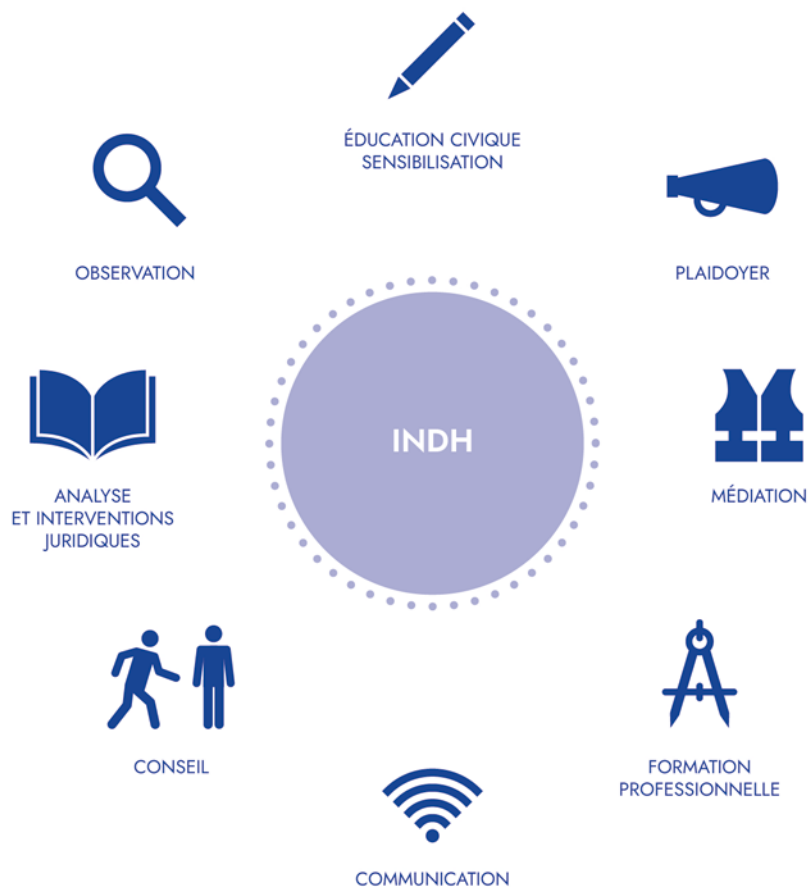 ÉDUCATION CIVIQUE
SENSIBILISATION
OBSERVATION
PLAIDOYER
INDH
ANALYSE
ET INTERVENTIONS
JURIDIQUES
MÉDIATION
CONSEIL
FORMATION
PROFESSIONNELLE
COMMUNICATION